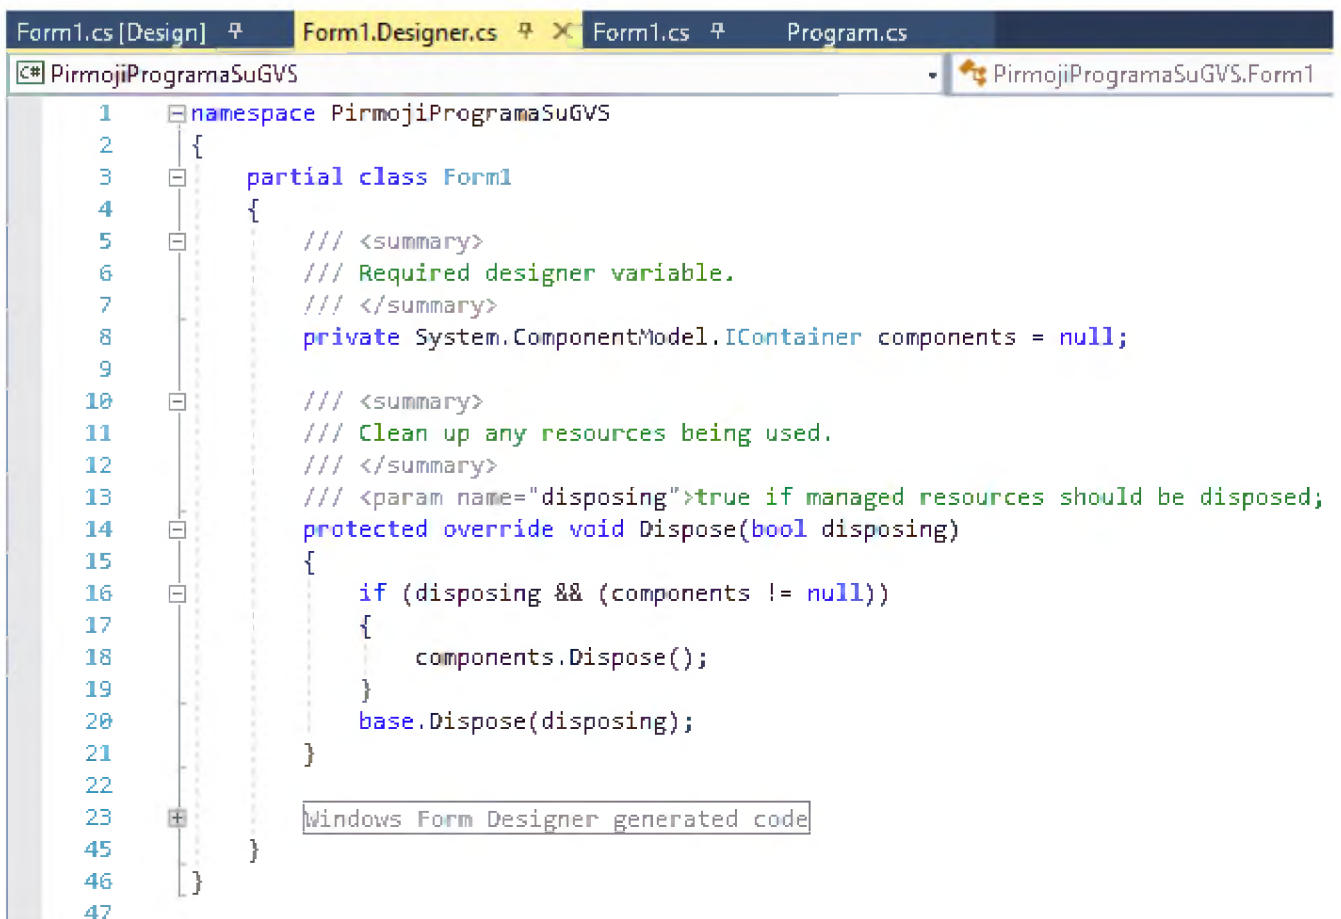 Form1.cs [Design] Form1.Designer.cs Form1.cs Program.cs
C# PirmojiProgramaSuGVS PirmojiProgramaSuGVS.Form1
1 namespace PirmojiProgramaSuGVS
2 {
3 partial class Form1
4 {
5 /// <summary>
6 /// Required designer variable.
7 /// </summary>
8 private System.ComponentModel.IContainer components = null;
9
10 /// <summary>
11 /// Clean up any resources being used.
12 /// </summary>
13 /// <param name="disposing">true if managed resources should be disposed;
14 protected override void Dispose(bool disposing)
15 {
16 if (disposing && (components != null))
17 {
18 components.Dispose();
19 }
20 base.Dispose(disposing);
21 }
22
23 Windows Form Designer generated code
45 }
46 }
47